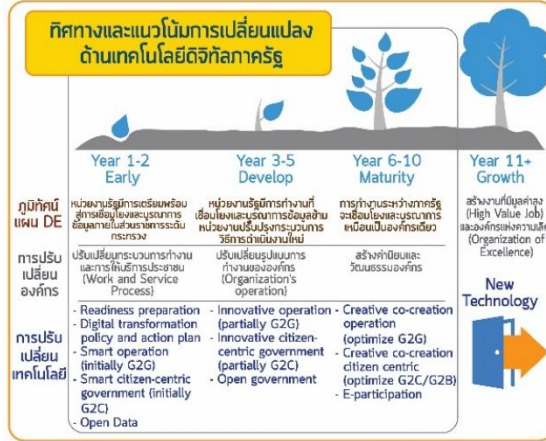 ทิศทางและแนวโน้มการเปลี่ยนแปลง
ด้านเทคโนโลยีดิจิทัลภาครัฐ
Year 1-2
Early
Year 3-5
Develop
Year 6-10
Maturity
Year 11+
Growth
ภูมิทัศน์
แผน DE
หน่วยงานรัฐมีการเตรียมพร้อม
สู่การเชื่อมโยงและบูรณาการ
ข้อมูลภายในส่วนราชการระดับ
กระทรวง
หน่วยงานรัฐมีการทำงานที่
เชื่อมโยงและบูรณาการข้อมูลข้าม
หน่วยงานปรับปรุงกระบวนการ
วิธีการดำเนินงานใหม่
การทำงานระหว่างภาครัฐ
จะเชื่อมโยงและบูรณาการ
เหมือนเป็นองค์กรเดียว
สร้างงานที่มีมูลค่าสูง
(High Value Job)
และองค์กรแห่งความเลิศ
(Organization of
Excellence)
การปรับ
เปลี่ยน
องค์กร
ปรับเปลี่ยนกระบวนการทำงาน
และการให้บริการประชาชน
(Work and Service
Process)
ปรับเปลี่ยนรูปแบบการ
ทำงานขององค์กร
(Organization's
operation)
สร้างค่านิยมและ
วัฒนธรรมองค์กร
การปรับ
เปลี่ยน
เทคโนโลยี
- Readiness preparation
- Digital transformation
policy and action plan
- Smart operation
(initially G2G)
- Smart citizen-centric
government (initially
G2C)
- Open Data
- Innovative operation
(partially G2G)
- Innovative citizen-
centric government
(partially G2C)
- Open government
- Creative co-creation
operation
(optimize G2G)
- Creative co-creation
citizen centric
(optimize G2C/G2B)
- E-participation
New
Technology